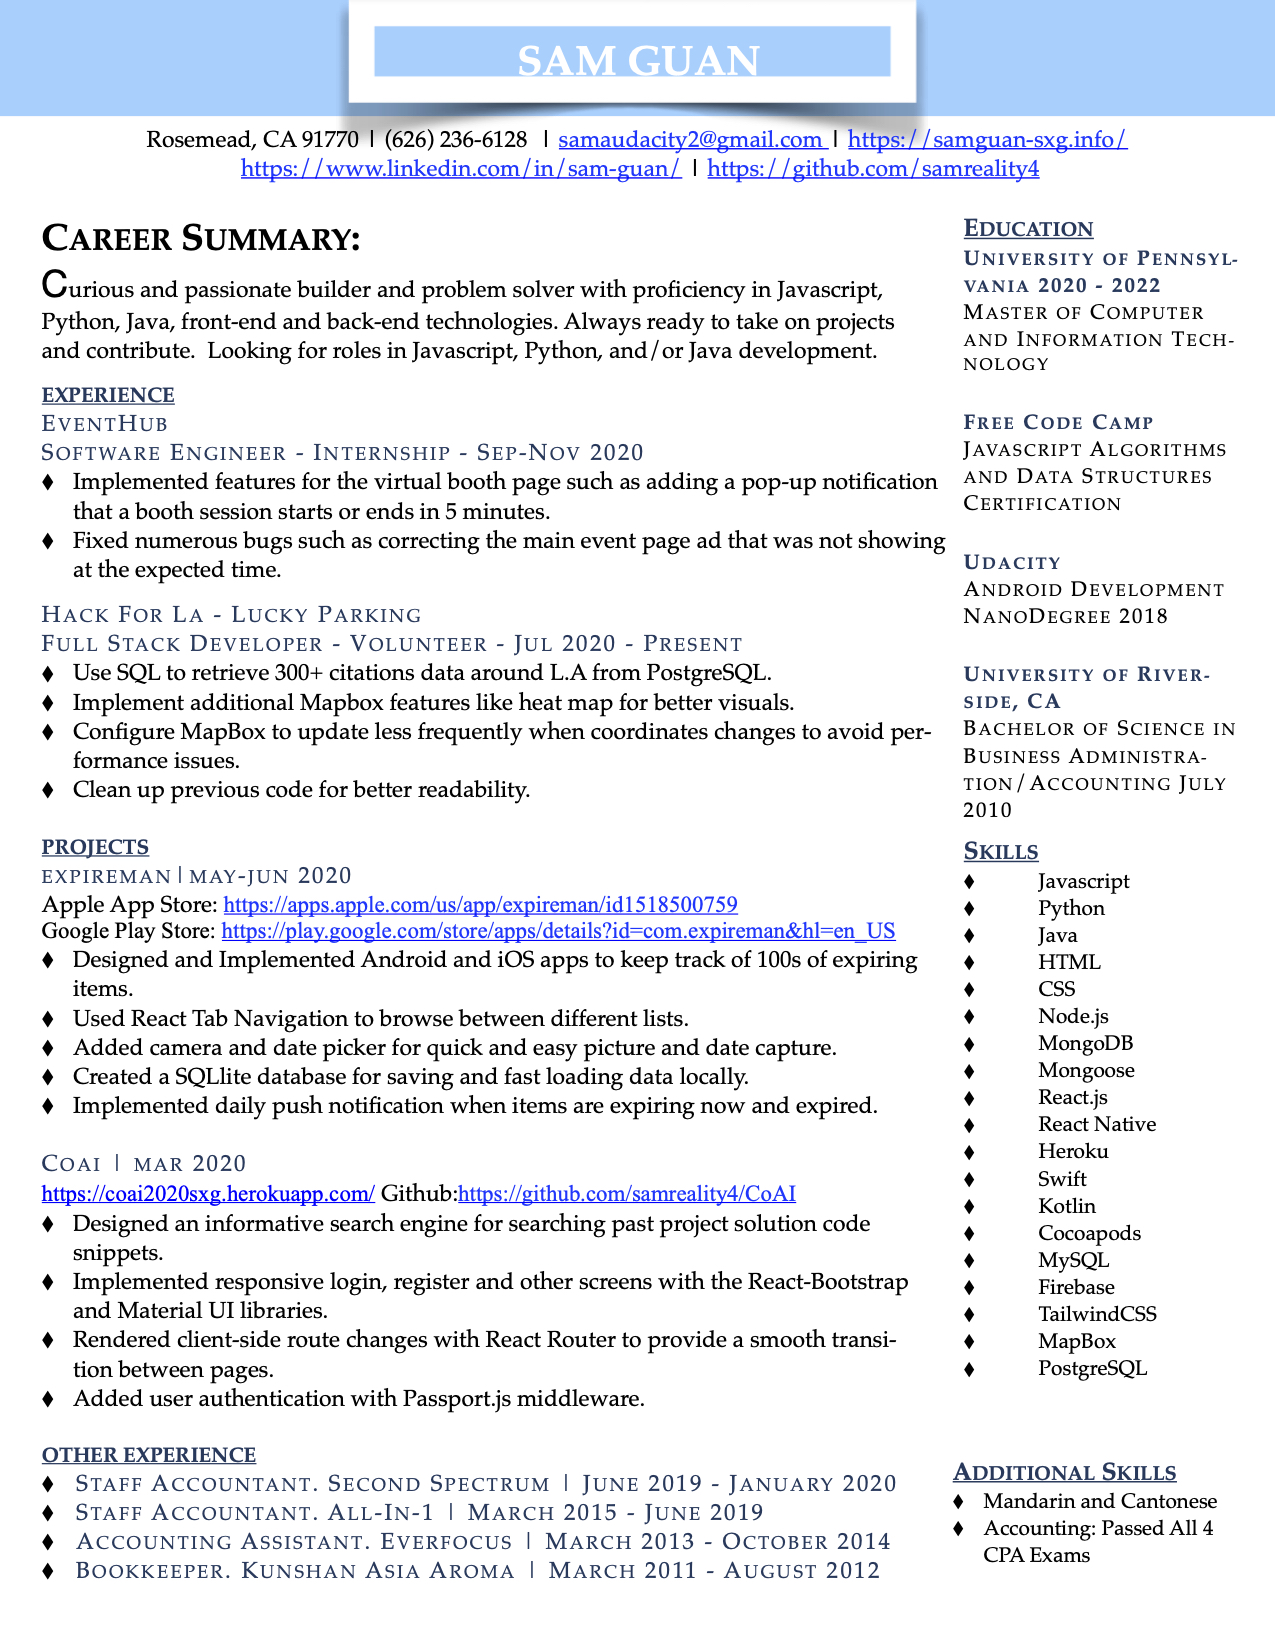 SAM GUAN
Rosemead, CA 91770 | (626) 236-6128 | samaudacity2@gmail.com | https://samguan-sxg.info/
https://www.linkedin.com/in/sam-guan/ | https://github.com/samreality4
CAREER SUMMARY:
Curious and passionate builder and problem solver with proficiency in Javascript,
Python, Java, front-end and back-end technologies. Always ready to take on projects
and contribute. Looking for roles in Javascript, Python, and/or Java development.
EXPERIENCE
EVENTHUB
SOFTWARE ENGINEER - INTERNSHIP - SEP-NOV 2020
♦ Implemented features for the virtual booth page such as adding a pop-up notification
that a booth session starts or ends in 5 minutes.
♦ Fixed numerous bugs such as correcting the main event page ad that was not showing
at the expected time.
HACK FOR LA - LUCKY PARKING
FULL STACK DEVELOPER - VOLUNTEER - JUL 2020 - PRESENT
♦ Use SQL to retrieve 300+ citations data around L.A from PostgreSQL.
♦ Implement additional Mapbox features like heat map for better visuals.
♦ Configure MapBox to update less frequently when coordinates changes to avoid per-
formance issues.
♦ Clean up previous code for better readability.
PROJECTS
EXPIREMAN | MAY-JUN 2020
Apple App Store: https://apps.apple.com/us/app/expireman/id1518500759
Google Play Store: https://play.google.com/store/apps/details?id=com.expireman&hl=en_US
♦ Designed and Implemented Android and iOS apps to keep track of 100s of expiring
items.
♦ Used React Tab Navigation to browse between different lists.
♦ Added camera and date picker for quick and easy picture and date capture.
♦ Created a SQLlite database for saving and fast loading data locally.
♦ Implemented daily push notification when items are expiring now and expired.
COAI | MAR 2020
https://coai2020sxg.herokuapp.com/ Github:https://github.com/samreality4/CoAI
♦ Designed an informative search engine for searching past project solution code
snippets.
♦ Implemented responsive login, register and other screens with the React-Bootstrap
and Material UI libraries.
♦ Rendered client-side route changes with React Router to provide a smooth transi-
tion between pages.
♦ Added user authentication with Passport.js middleware.
OTHER EXPERIENCE
♦ STAFF ACCOUNTANT. SECOND SPECTRUM | JUNE 2019 - JANUARY 2020
♦ STAFF ACCOUNTANT. ALL-IN-1 | MARCH 2015 - JUNE 2019
♦ ACCOUNTING ASSISTANT. EVERFOCUS | MARCH 2013 - OCTOBER 2014
♦ BOOKKEEPER. KUNSHAN ASIA AROMA | MARCH 2011 - AUGUST 2012
EDUCATION
UNIVERSITY OF PENNSYL-
VANIA 2020 - 2022
MASTER OF COMPUTER
AND INFORMATION TECH-
NOLOGY
FREE CODE CAMP
JAVASCRIPT ALGORITHMS
AND DATA STRUCTURES
CERTIFICATION
UDACITY
ANDROID DEVELOPMENT
NANODEGREE 2018
UNIVERSITY OF RIVER-
SIDE, CA
BACHELOR OF SCIENCE IN
BUSINESS ADMINISTRA-
TION/ACCOUNTING JULY
2010
SKILLS
♦ Javascript
♦ Python
♦ Java
♦ HTML
♦ CSS
♦ Node.js
♦ MongoDB
♦ Mongoose
♦ React.js
♦ React Native
♦ Heroku
♦ Swift
♦ Kotlin
♦ Cocoapods
♦ MySQL
♦ Firebase
♦ TailwindCSS
♦ MapBox
♦ PostgreSQL
ADDITIONAL SKILLS
♦ Mandarin and Cantonese
♦ Accounting: Passed All 4
CPA Exams